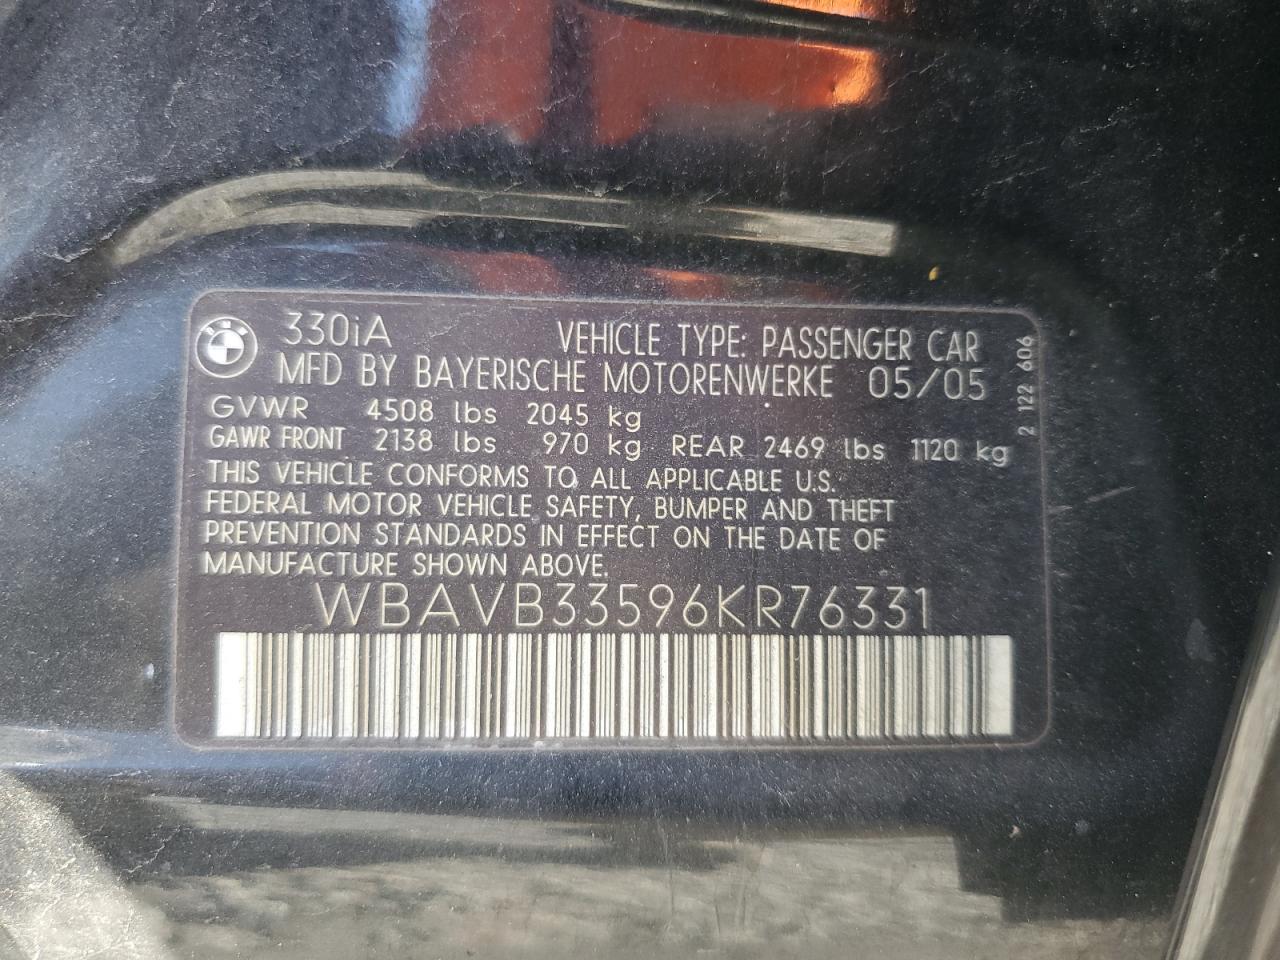 330iA VEHICLE TYPE: PASSENGER CAR
MFD BY BAYERISCHE MOTORENWERKE 05/05
GVWR 4508 lbs 2045 kg
GAWR FRONT 2138 lbs 970 kg REAR 2469 lbs 1120 kg
THIS VEHICLE CONFORMS TO ALL APPLICABLE U.S.
FEDERAL MOTOR VEHICLE SAFETY, BUMPER AND THEFT
PREVENTION STANDARDS IN EFFECT ON THE DATE OF
MANUFACTURE SHOWN ABOVE.
WBAVB33596KR76331
2 122 606